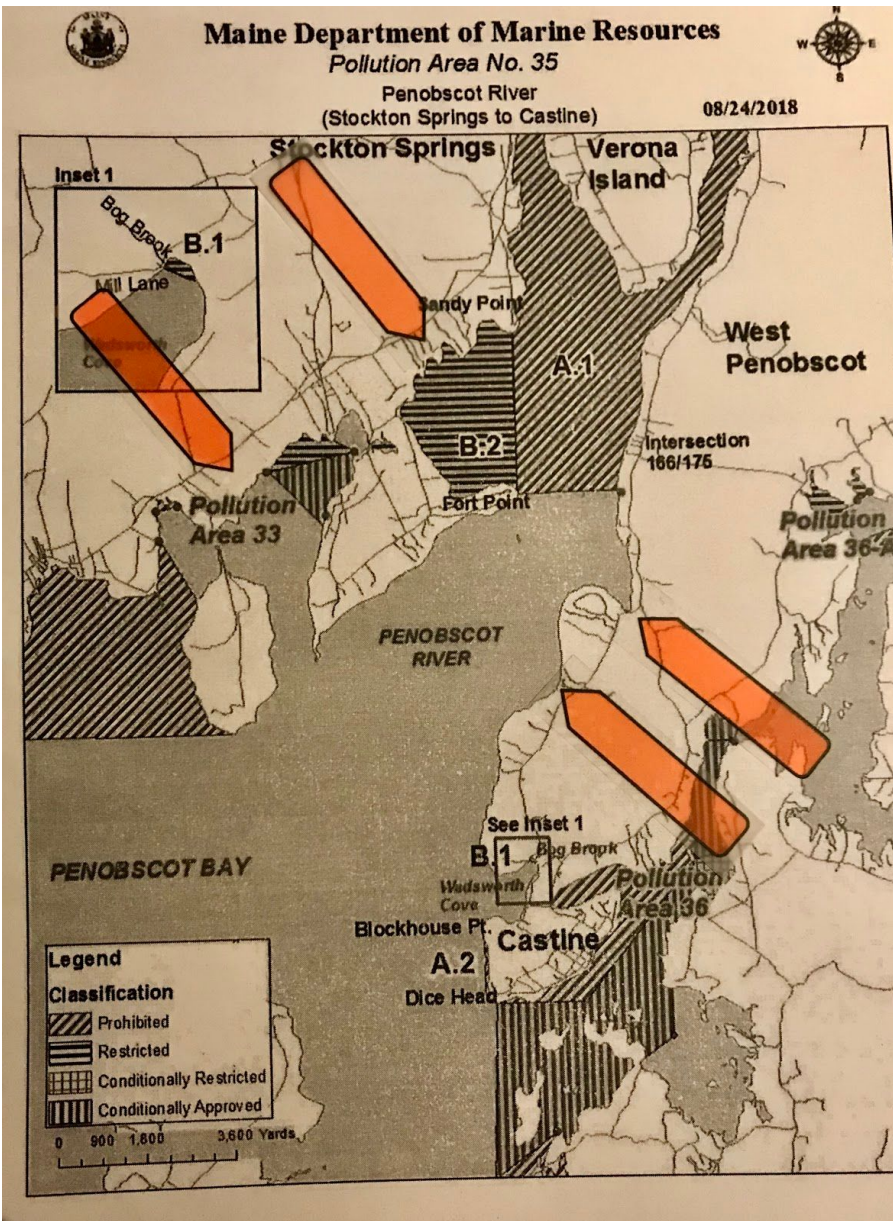 Maine Department of Marine Resources
Pollution Area No. 35
Penobscot River
(Stockton Springs to Castine)
08/24/2018
N
W
E
S
Stockton Springs
Verona
Island
Inset 1
Bog Brook
B.1
Mill Lane
Wadsworth
Cove
Sandy Point
A.1
West
Penobscot
B.2
Intersection
166/175
Fort Point
Pollution
Area 33
Pollution
Area 36-A
PENOBSCOT
RIVER
See Inset 1
B.1
Bog Brook
PENOBSCOT BAY
Wadsworth
Cove
Pollution
Area 36
Blockhouse Pt.
Castine
A.2
Dice Head
Legend
Classification
Prohibited
Restricted
Conditionally Restricted
Conditionally Approved
0 900 1,800 3,600 Yards